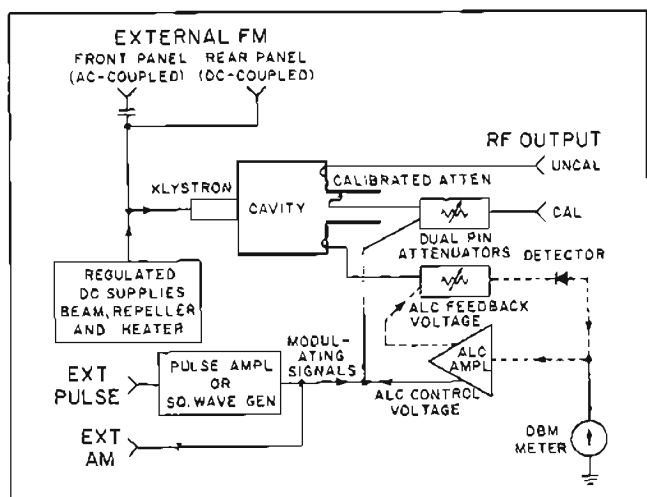 EXTERNAL FM
FRONT PANEL
(AC-COUPLED)
REAR PANEL
(DC-COUPLED)
RF OUTPUT
UNCAL
CALIBRATED ATTEN
XLYSTRON
CAVITY
CAL
DUAL PIN
ATTENUATORS
DETECTOR
REGULATED
DC SUPPLIES
BEAM, REPELLER
AND HEATER
ALC FEEDBACK
VOLTAGE
MODUL-
ATING
SIGNALS
ALC
AMPL
EXT
PULSE
PULSE AMPL
OR
SQ. WAVE GEN
ALC CONTROL
VOLTAGE
EXT
AM
DBM
METER